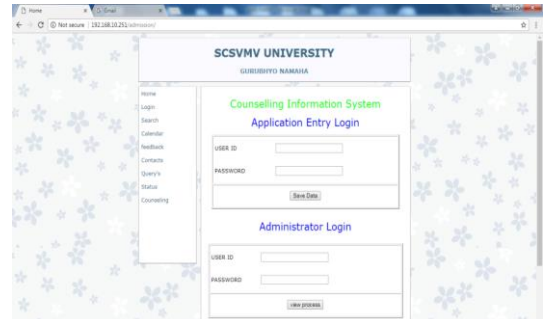 Home
Gmail
Not secure | 192.168.10.251/admission/
SCSVMV UNIVERSITY
GURUBHYO NAMAHA
Home
Login
Search
Calendar
feedback
Contacts
Query's
Status
Counseling
Counselling Information System
Application Entry Login
USER ID
PASSWORD
Save Data
Administrator Login
USER ID
PASSWORD
view process